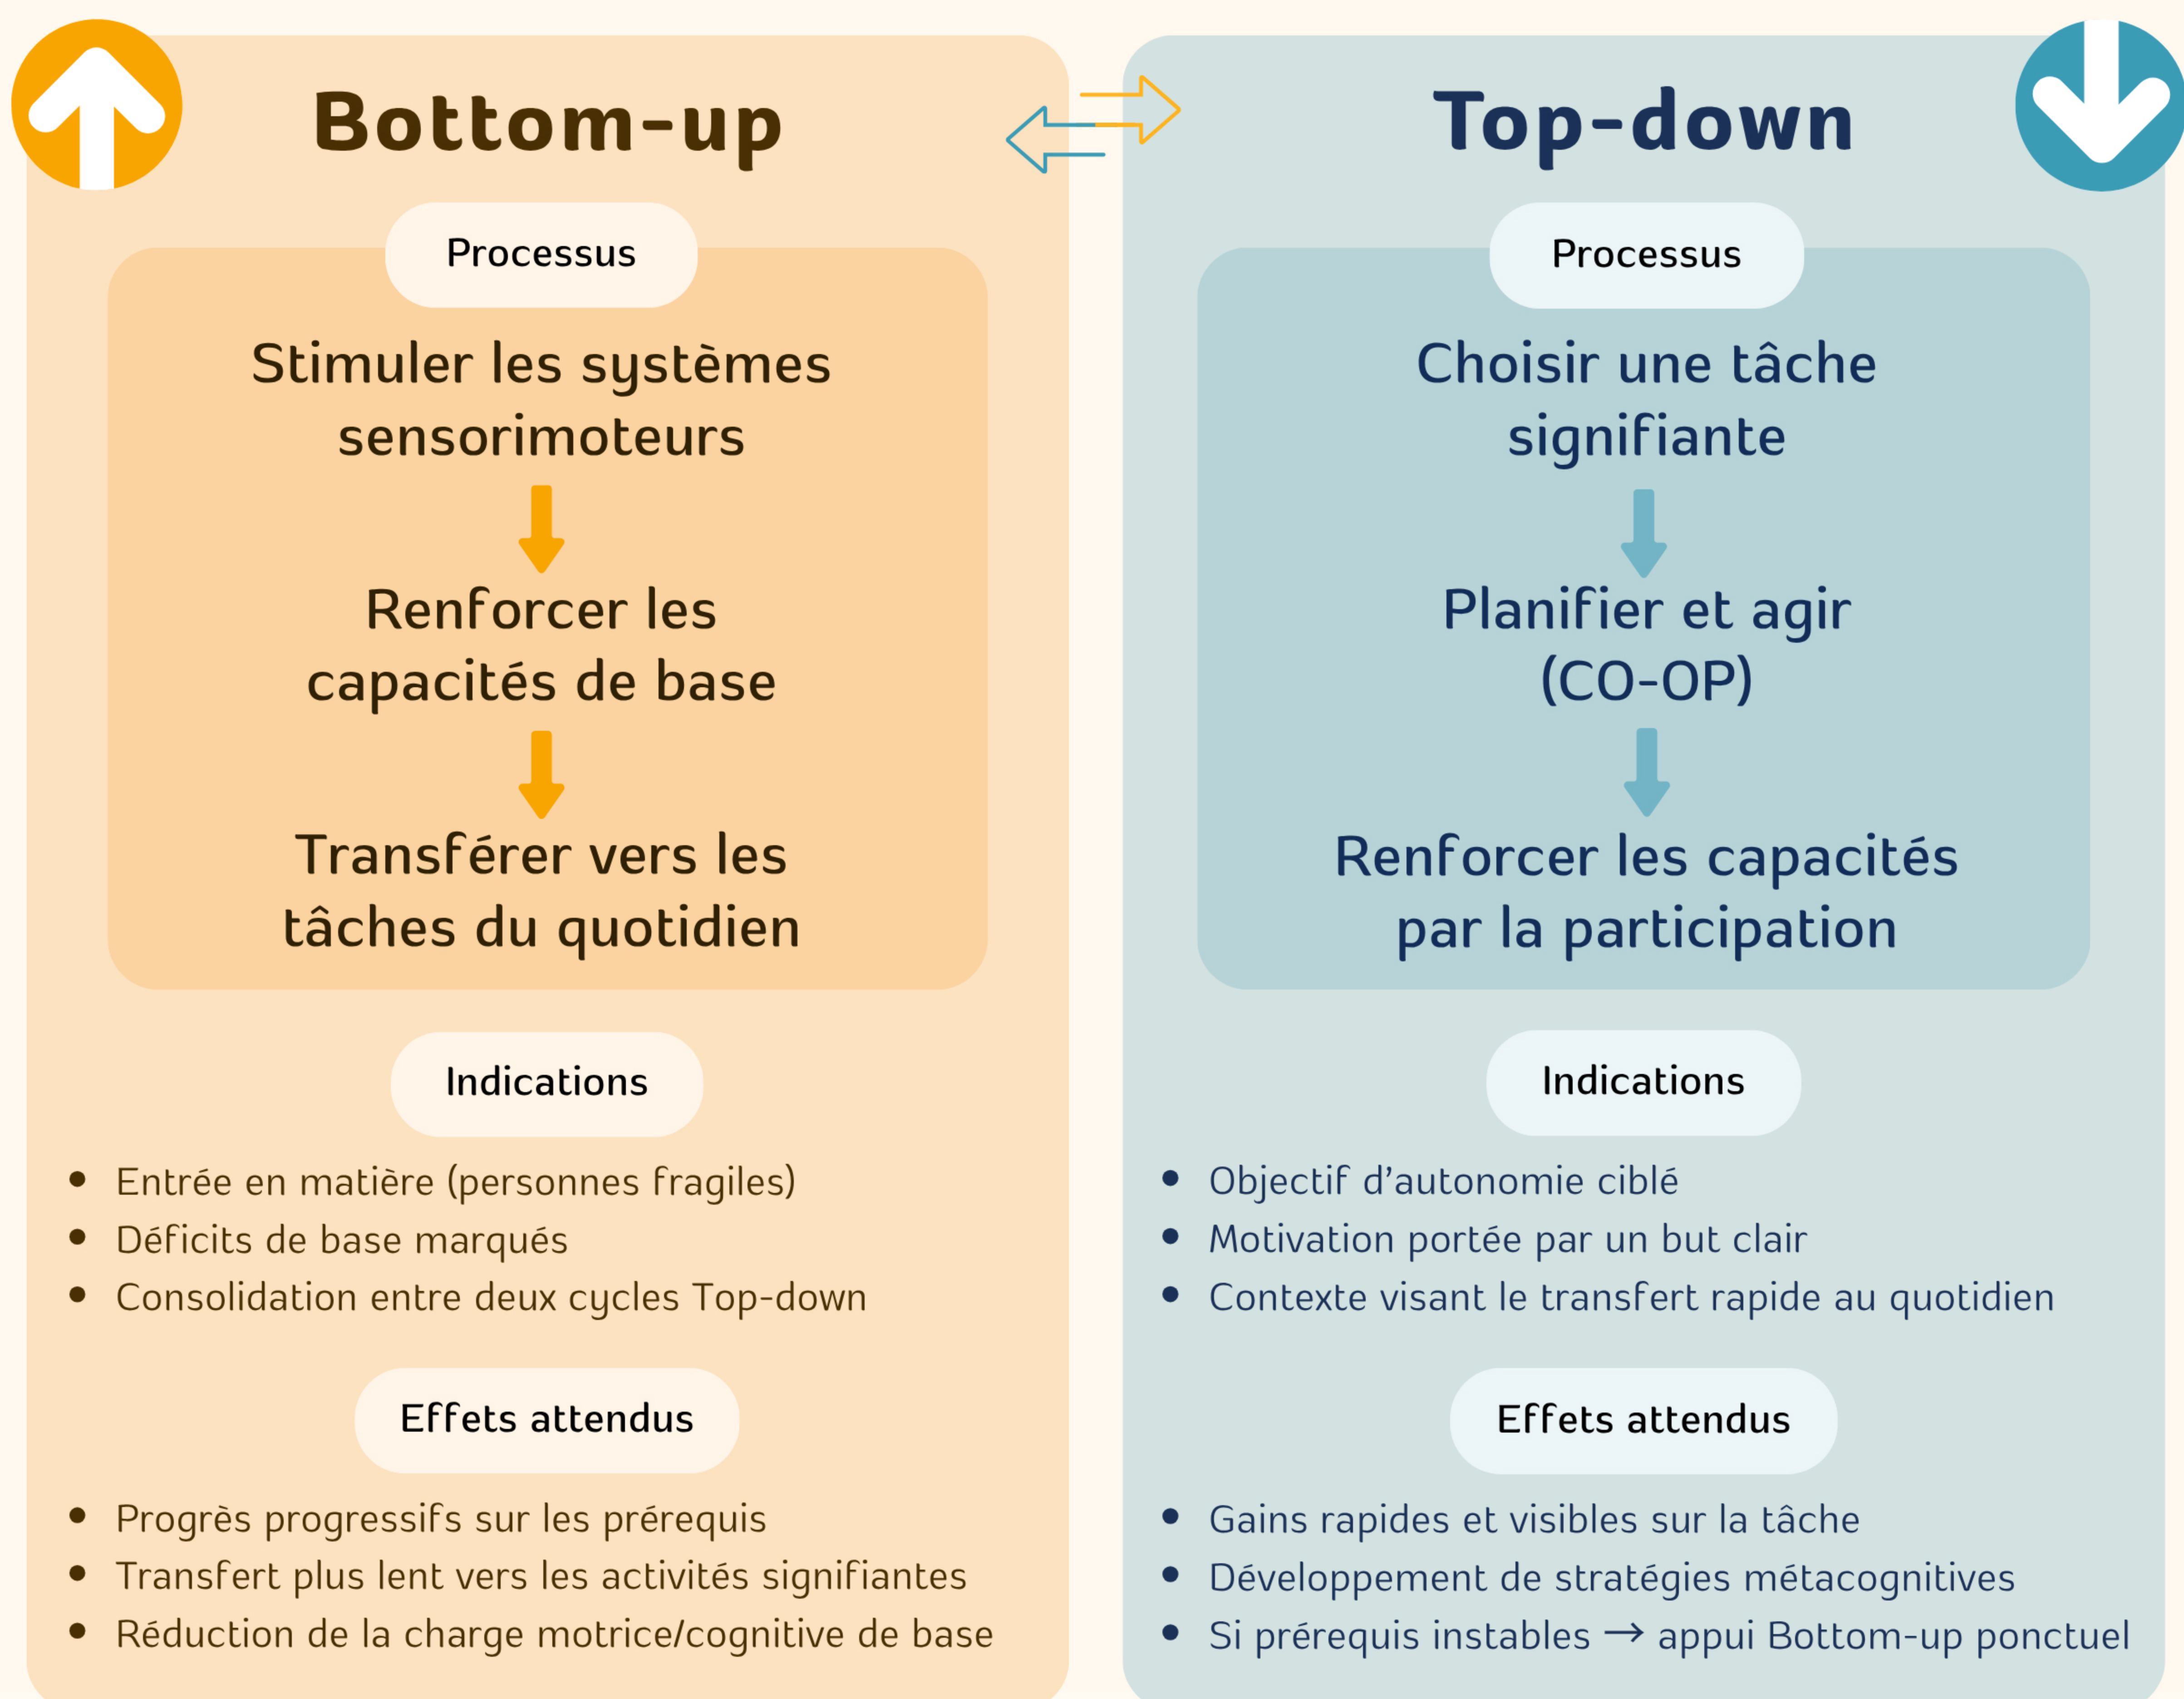 Bottom-up
Processus
Stimuler les systèmes
sensorimoteurs
Renforcer les
capacités de base
Transférer vers les
tâches du quotidien
Indications
Entrée en matière (personnes fragiles)
Déficits de base marqués
Consolidation entre deux cycles Top-down
Effets attendus
Progrès progressifs sur les prérequis
Transfert plus lent vers les activités signifiantes
Réduction de la charge motrice/cognitive de base
Top-down
Processus
Choisir une tâche
signifiante
Planifier et agir
(CO-OP)
Renforcer les capacités
par la participation
Indications
Objectif d’autonomie ciblé
Motivation portée par un but clair
Contexte visant le transfert rapide au quotidien
Effets attendus
Gains rapides et visibles sur la tâche
Développement de stratégies métacognitives
Si prérequis instables → appui Bottom-up ponctuel